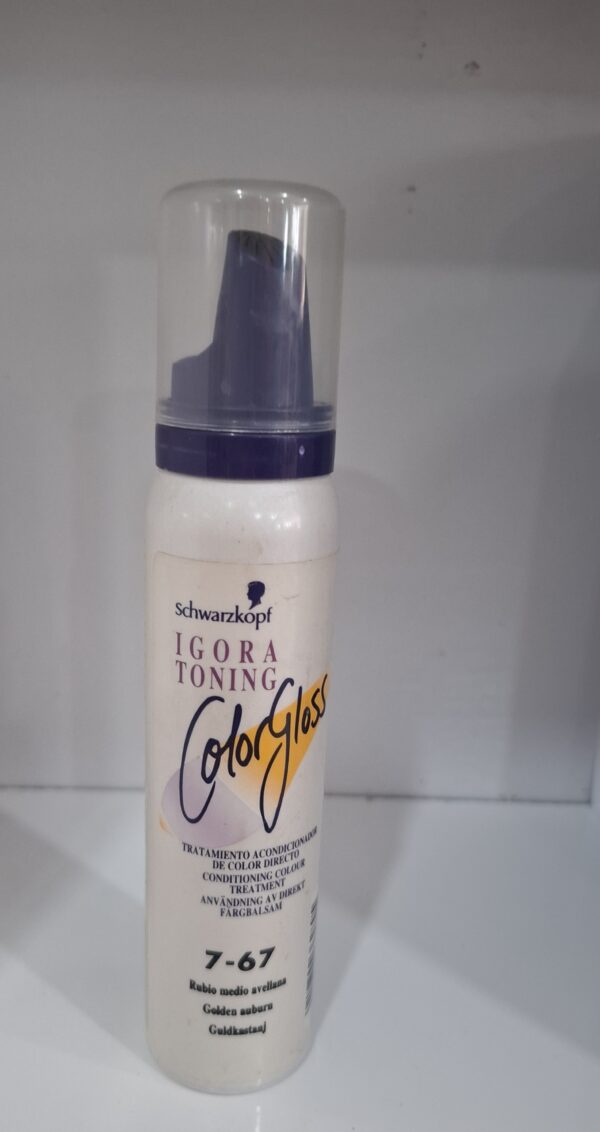 Schwarzkopf
IGORA
TONING
ColorGloss
TRATAMIENTO ACONDICIONADOR
DE COLOR DIRECTO
CONDITIONING COLOUR
TREATMENT
ANVÄNDNING AV DIREKT
FÄRGBALSAM
7-67
Rubio medio avellana
Golden auburn
Guldkastanj